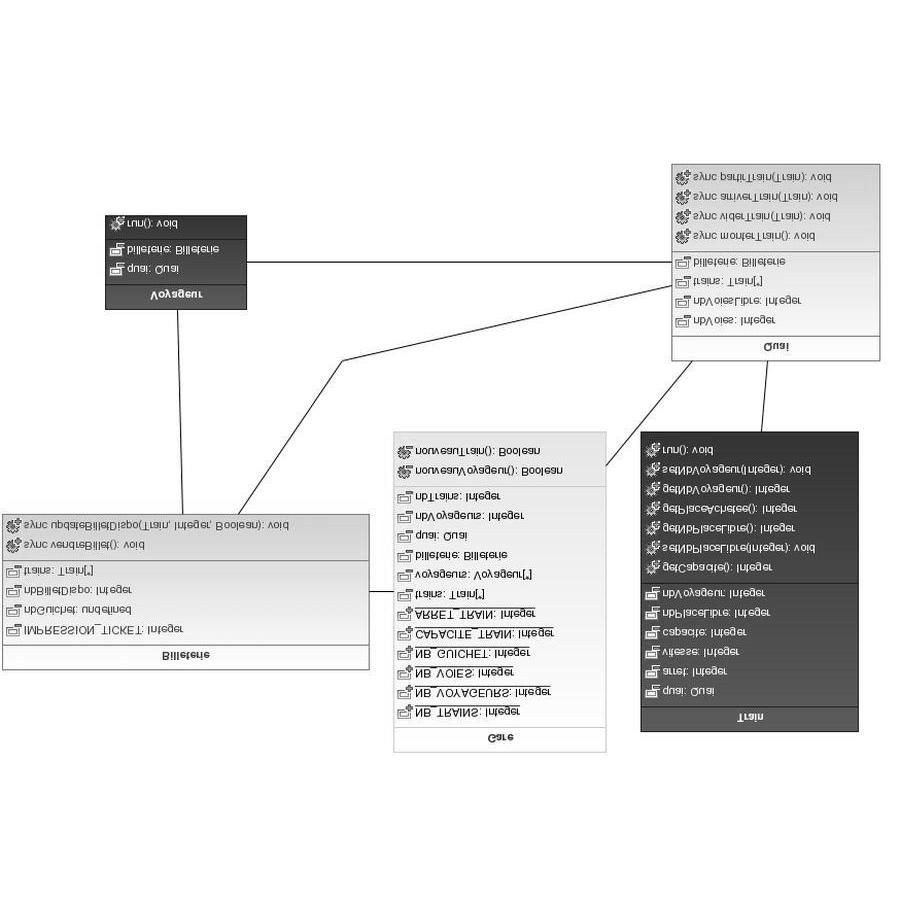 Billeterie
IMPRESSION_TICKET: Integer
nbGuichet: undefined
nbBilletDispo: Integer
trains: Train[*]
sync vendreBillet(): void
sync updateBilletDispo(Train, Integer, Boolean): void
Gare
NB_TRAINS: Integer
NB_VOYAGEURS: Integer
NB_VOIES: Integer
NB_GUICHET: Integer
CAPACITE_TRAIN: Integer
ARRET_TRAIN: Integer
trains: Train[*]
voyageurs: Voyageur[*]
billeterie: Billeterie
quai: Quai
nbVoyageurs: Integer
nbTrains: Integer
nouveauVoyageur(): Boolean
nouveauTrain(): Boolean
Train
quai: Quai
arret: Integer
vitesse: Integer
capacite: Integer
nbPlaceLibre: Integer
nbVoyageur: Integer
getCapacite(): Integer
setNbPlaceLibre(Integer): void
getNbPlaceLibre(): Integer
getPlaceAchetee(): Integer
getNbVoyageur(): Integer
setNbVoyageur(Integer): void
run(): void
Voyageur
quai: Quai
billeterie: Billeterie
run(): void
Quai
nbVoies: Integer
nbVoiesLibre: Integer
trains: Train[*]
billeterie: Billeterie
sync monterTrain(): void
sync viderTrain(Train): void
sync arriverTrain(Train): void
sync partirTrain(Train): void